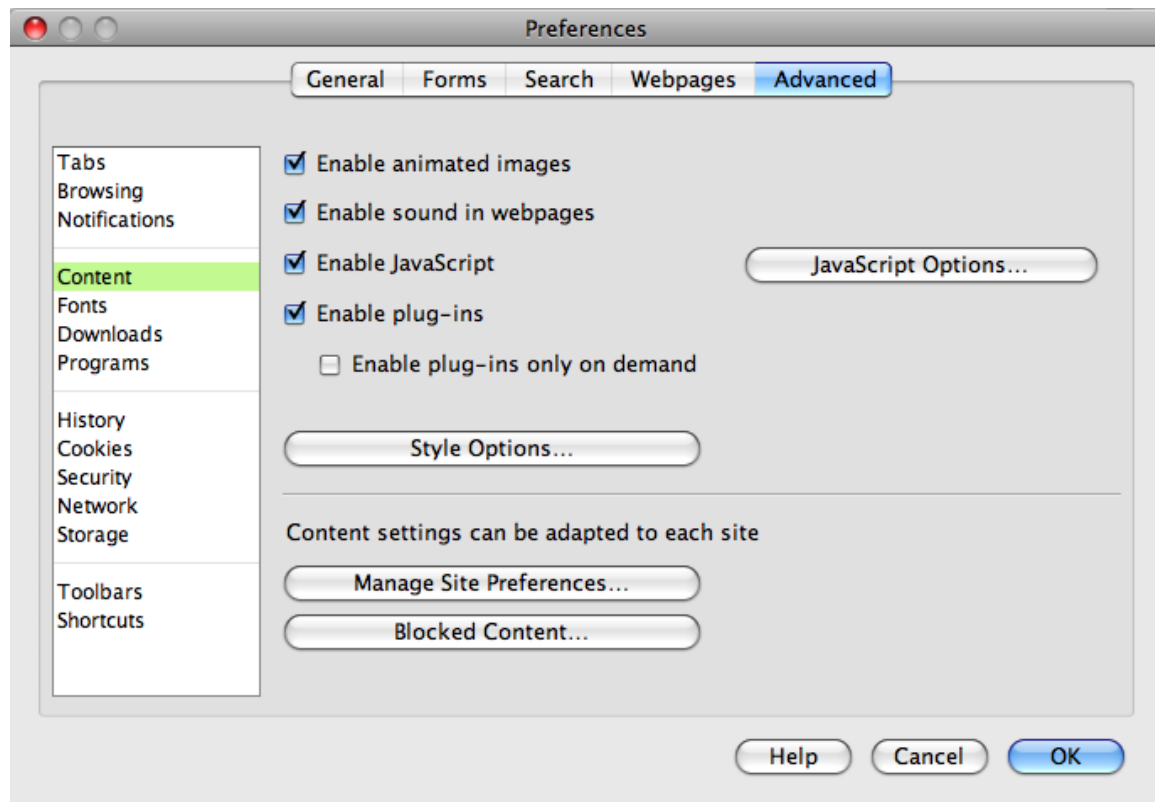 Preferences
General Forms Search Webpages Advanced
Tabs
Browsing
Notifications
Content
Fonts
Downloads
Programs
History
Cookies
Security
Network
Storage
Toolbars
Shortcuts
Enable animated images
Enable sound in webpages
Enable JavaScript
JavaScript Options...
Enable plug-ins
Enable plug-ins only on demand
Style Options...
Content settings can be adapted to each site
Manage Site Preferences...
Blocked Content...
Help Cancel OK